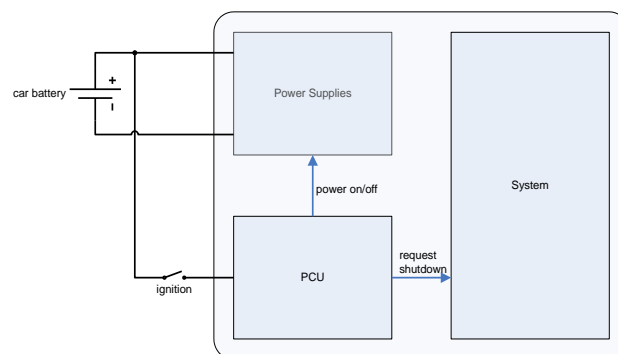 Power Supplies
+
car battery
power on/off
System
PCU
request
shutdown
ignition